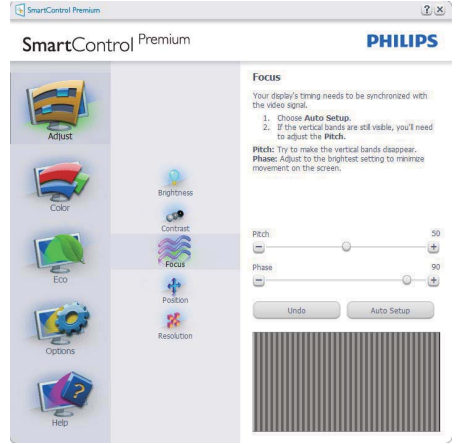 SmartControl Premium
SmartControl Premium
PHILIPS
Adjust
Color
Eco
Options
Help
Brightness
Contrast
Focus
Position
Resolution
Focus
Your display's timing needs to be synchronized with
the video signal.
1. Choose Auto Setup.
2. If the vertical bands are still visible, you'll need
to adjust the Pitch.
Pitch: Try to make the vertical bands disappear.
Phase: Adjust to the brightest setting to minimize
movement on the screen.
Pitch 50
Phase 90
Undo Auto Setup